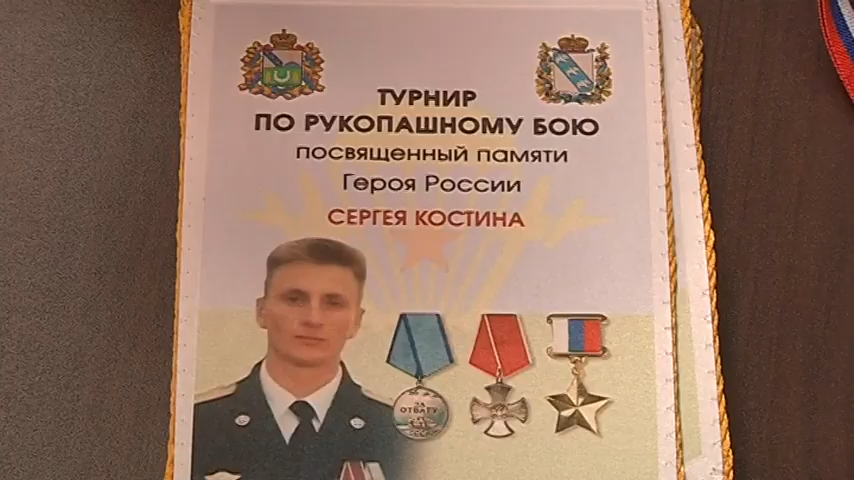 ТУРНИР
ПО РУКОПАШНОМУ БОЮ
ПОСВЯЩЕННЫЙ ПАМЯТИ
Героя России
СЕРГЕЯ КОСТИНА
ЗА
ОТВАГУ